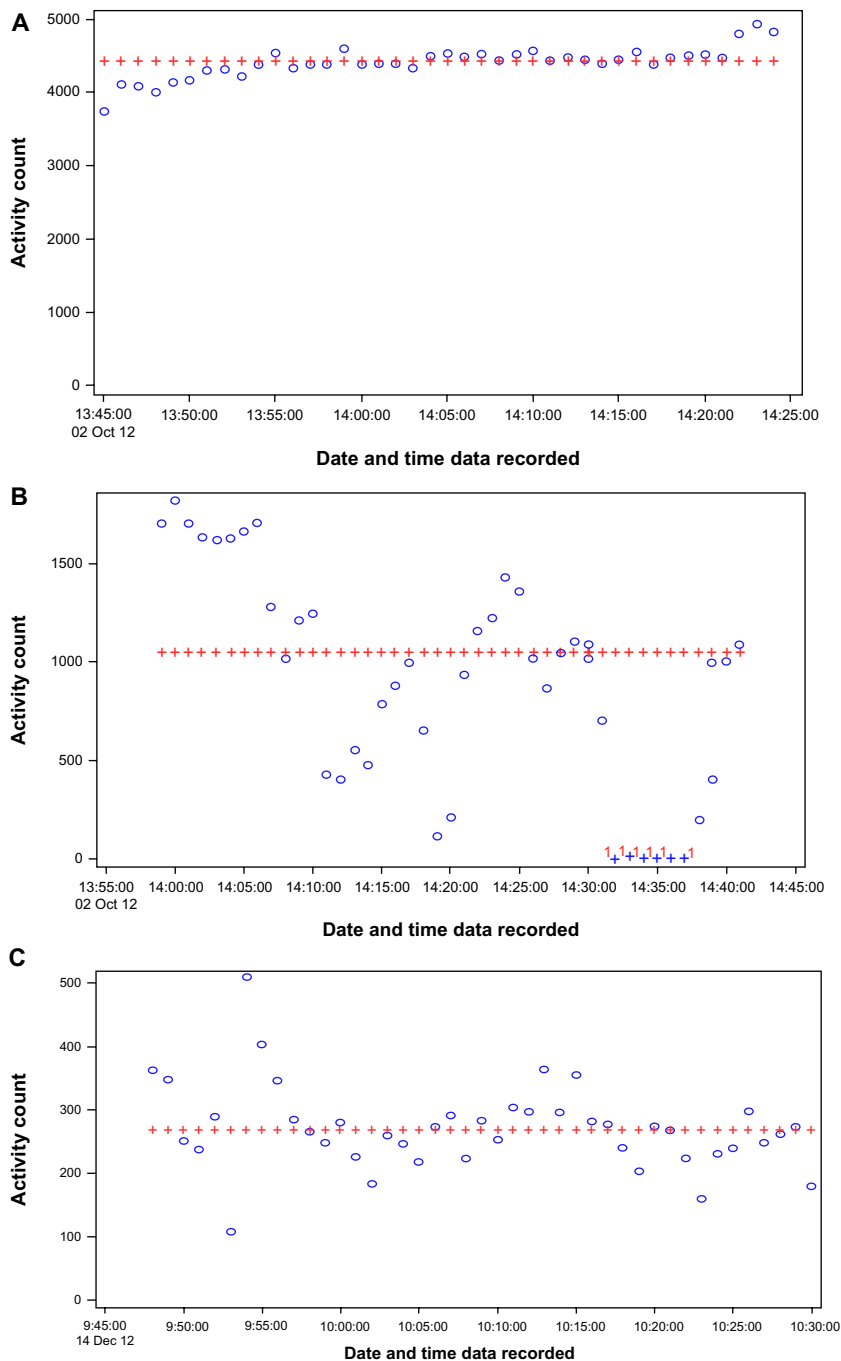 A
5000
4000
3000
2000
1000
0
Activity count
13:45:00 13:50:00 13:55:00 14:00:00 14:05:00 14:10:00 14:15:00 14:20:00 14:25:00
02 Oct 12
Date and time data recorded
B
1500
1000
500
0
Activity count
1 1 1 1 1 1
13:55:00 14:00:00 14:05:00 14:10:00 14:15:00 14:20:00 14:25:00 14:30:00 14:35:00 14:40:00 14:45:00
02 Oct 12
Date and time data recorded
C
500
400
300
200
100
0
Activity count
9:45:00 9:50:00 9:55:00 10:00:00 10:05:00 10:10:00 10:15:00 10:20:00 10:25:00 10:30:00
14 Dec 12
Date and time data recorded